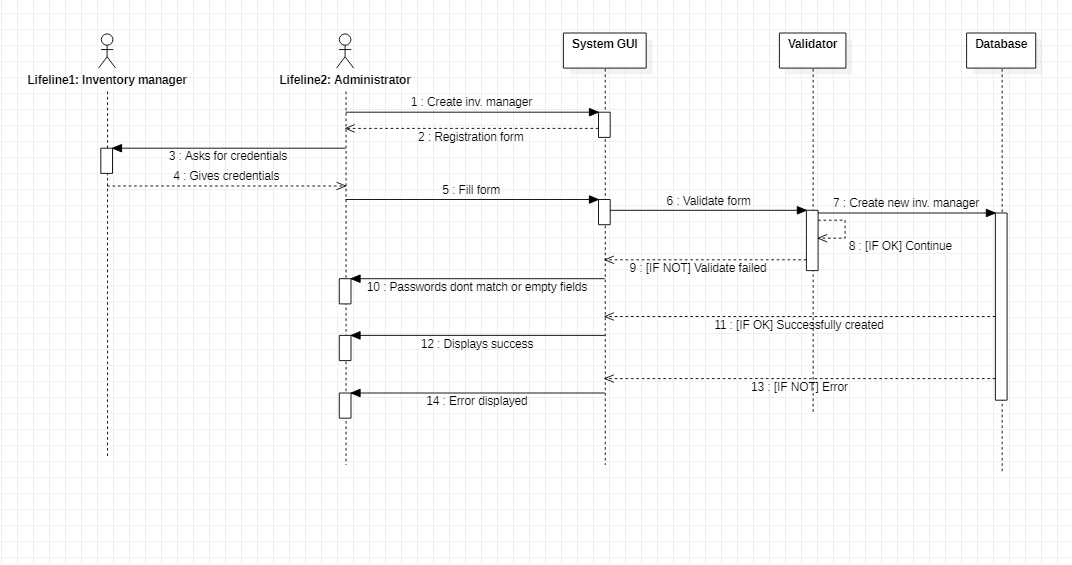 System GUI
Validator
Database
Lifeline1: Inventory manager
Lifeline2: Administrator
1 : Create inv. manager
2 : Registration form
3 : Asks for credentials
4 : Gives credentials
5 : Fill form
6 : Validate form
7 : Create new inv. manager
8 : [IF OK] Continue
9 : [IF NOT] Validate failed
10 : Passwords dont match or empty fields
11 : [IF OK] Successfully created
12 : Displays success
13 : [IF NOT] Error
14 : Error displayed